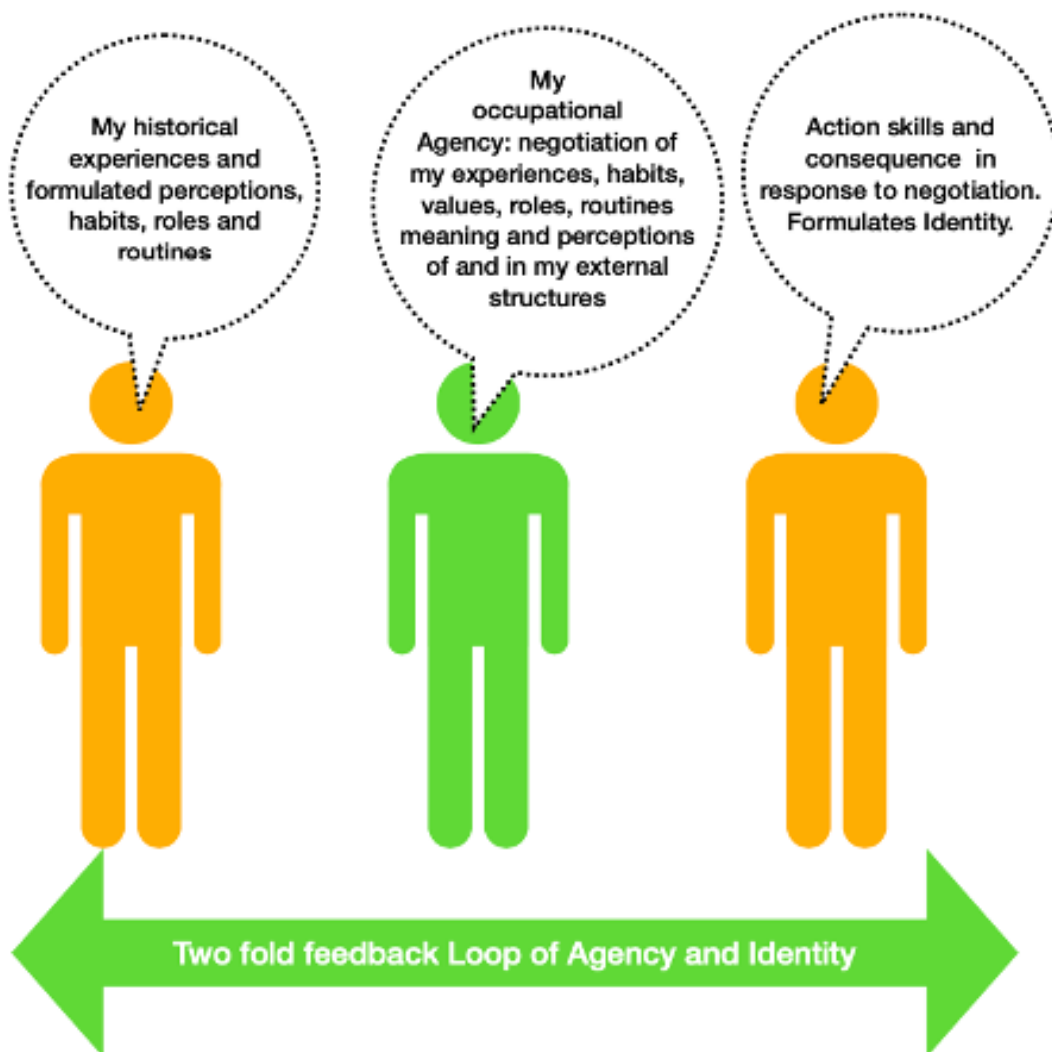 My historical
experiences and
formulated perceptions,
habits, roles and
routines
My
occupational
Agency: negotiation of
my experiences, habits,
values, roles, routines
meaning and perceptions
of and in my external
structures
Action skills and
consequence in
response to negotiation.
Formulates Identity.
Two fold feedback Loop of Agency and Identity